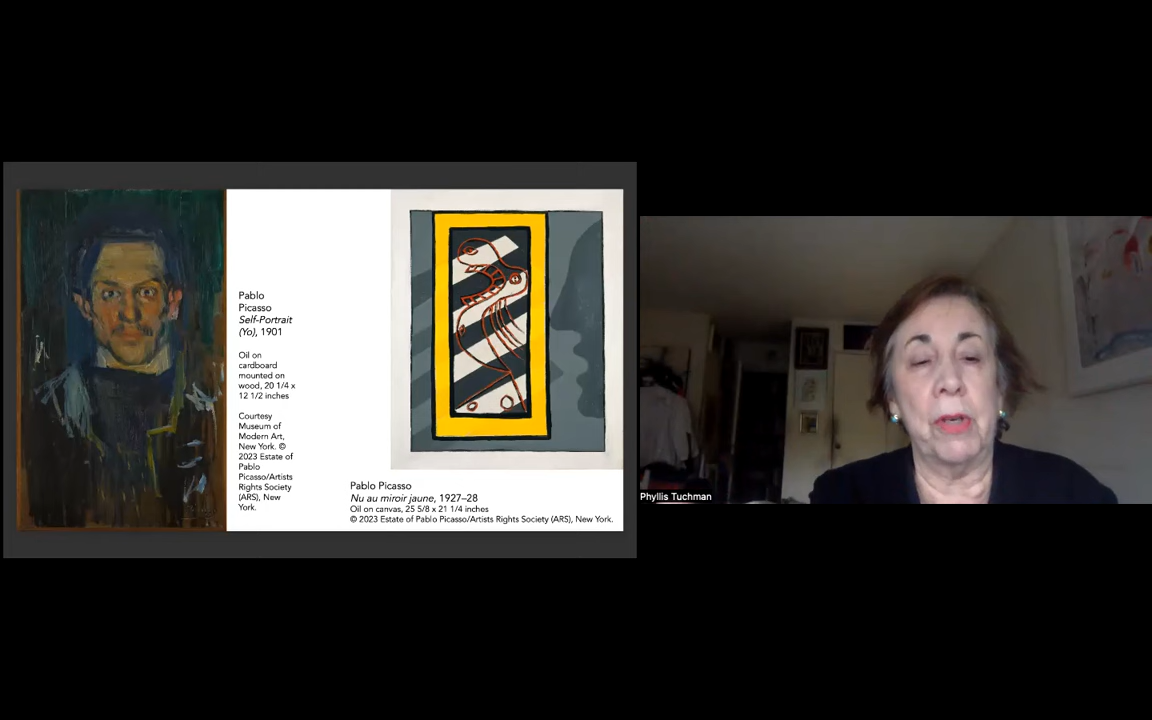 Pablo
Picasso
Self-Portrait
(Yo), 1901
Oil on
cardboard
mounted on
wood, 20 1/4 x
12 1/2 inches
Courtesy
Museum of
Modern Art,
New York. ©
2023 Estate of
Pablo
Picasso/Artists
Rights Society
(ARS), New
York.
Pablo Picasso
Nu au miroir jaune, 1927–28
Oil on canvas, 25 5/8 x 21 1/4 inches
© 2023 Estate of Pablo Picasso/Artists Rights Society (ARS), New York.
Phyllis Tuchman